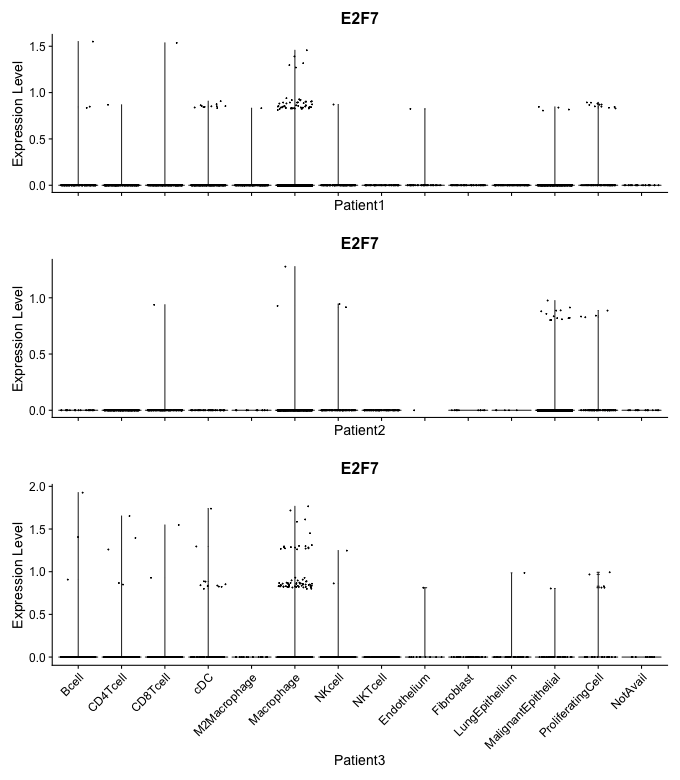 E2F7
Expression Level
1.5
1.0
0.5
0.0
Patient1
E2F7
Expression Level
1.0
0.5
0.0
Patient2
E2F7
Expression Level
2.0
1.5
1.0
0.5
0.0
Bcell
CD4Tcell
CD8Tcell
cDC
M2Macrophage
Macrophage
NKcell
NKTcell
Endothelium
Fibroblast
LungEpithelium
MalignantEpithelial
ProliferatingCell
NotAvail
Patient3